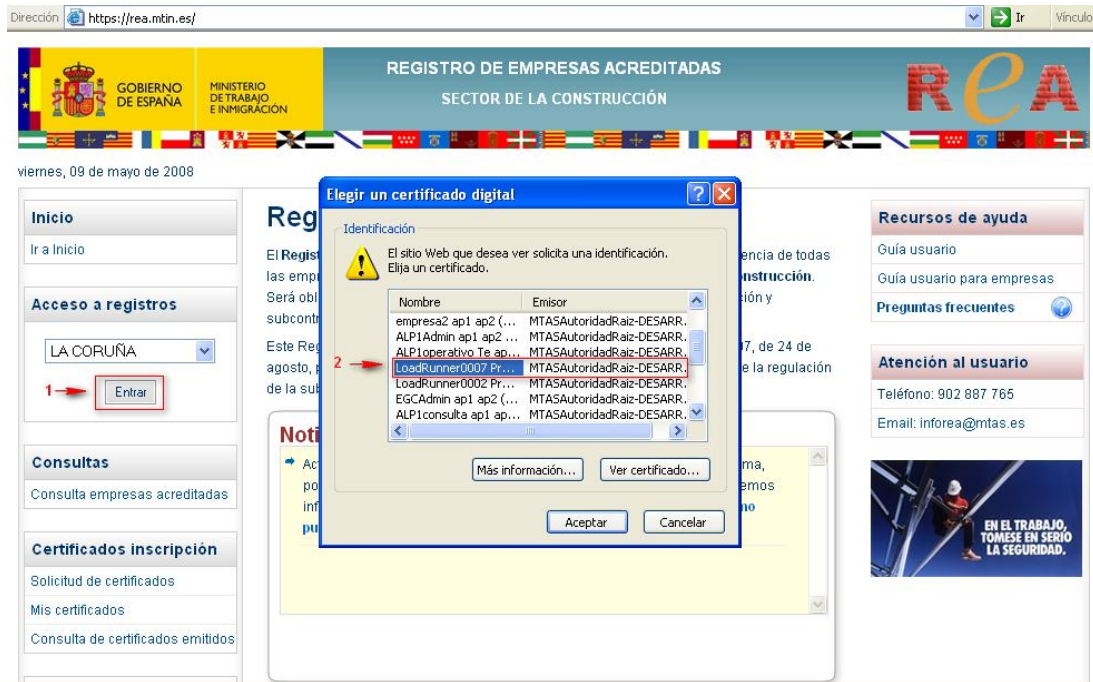 Dirección https://rea.mtin.es/ Ir Vínculo
GOBIERNO
DE ESPAÑA
MINISTERIO
DE TRABAJO
E INMIGRACIÓN
REGISTRO DE EMPRESAS ACREDITADAS
SECTOR DE LA CONSTRUCCIÓN
ReA
viernes, 09 de mayo de 2008
Inicio
Ir a Inicio
Acceso a registros
LA CORUÑA
1
Entrar
Consultas
Consulta empresas acreditadas
Certificados inscripción
Solicitud de certificados
Mis certificados
Consulta de certificados emitidos
Reg
El Regist
encia de todas
las empr
nstrucción.
Será obl
ción y
subcontr
Este Reg
07, de 24 de
agosto, p
e la regulación
de la sub
Noti
Ac
ma,
po
emos
inf
no
pu
Elegir un certificado digital
Identificación
El sitio Web que desea ver solicita una identificación.
Elija un certificado.
Nombre Emisor
empresa2 ap1 ap2 (... MTASAutoridadRaiz-DESARR.
ALP1Admin ap1 ap2 ... MTASAutoridadRaiz-DESARR.
ALP1operativo Te ap... MTASAutoridadRaiz-DESARR.
2 LoadRunner0007 Pr... MTASAutoridadRaiz-DESARR.
LoadRunner0002 Pr... MTASAutoridadRaiz-DESARR.
EGCAdmin ap1 ap2 (... MTASAutoridadRaiz-DESARR.
ALP1consulta ap1 ap... MTASAutoridadRaiz-DESARR.
Más información... Ver certificado...
Aceptar Cancelar
Recursos de ayuda
Guía usuario
Guía usuario para empresas
Preguntas frecuentes
Atención al usuario
Teléfono: 902 887 765
Email: inforea@mtas.es
EN EL TRABAJO,
TOMESE EN SERIO
LA SEGURIDAD.